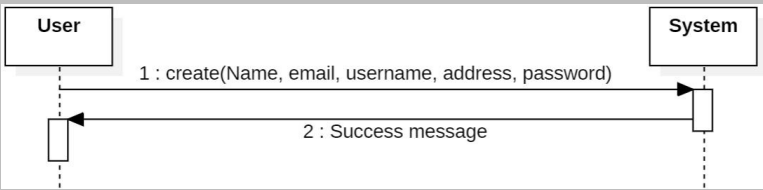 User
System
1 : create(Name, email, username, address, password)
2 : Success message